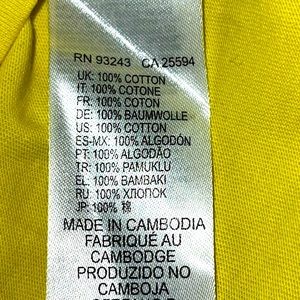 RN 93243 CA 25594
UK: 100% COTTON
IT: 100% COTONE
FR: 100% COTON
DE: 100% BAUMWOLLE
US: 100% COTTON
ES-MX: 100% ALGODÓN
PT: 100% ALGODÃO
TR: 100% PAMUKLU
EL: 100% BAMBAKI
RU: 100% ХЛОПОК
JP: 100% 棉
MADE IN CAMBODIA
FABRIQUÉ AU
CAMBODGE
PRODUZIDO NO
CAMBOJA